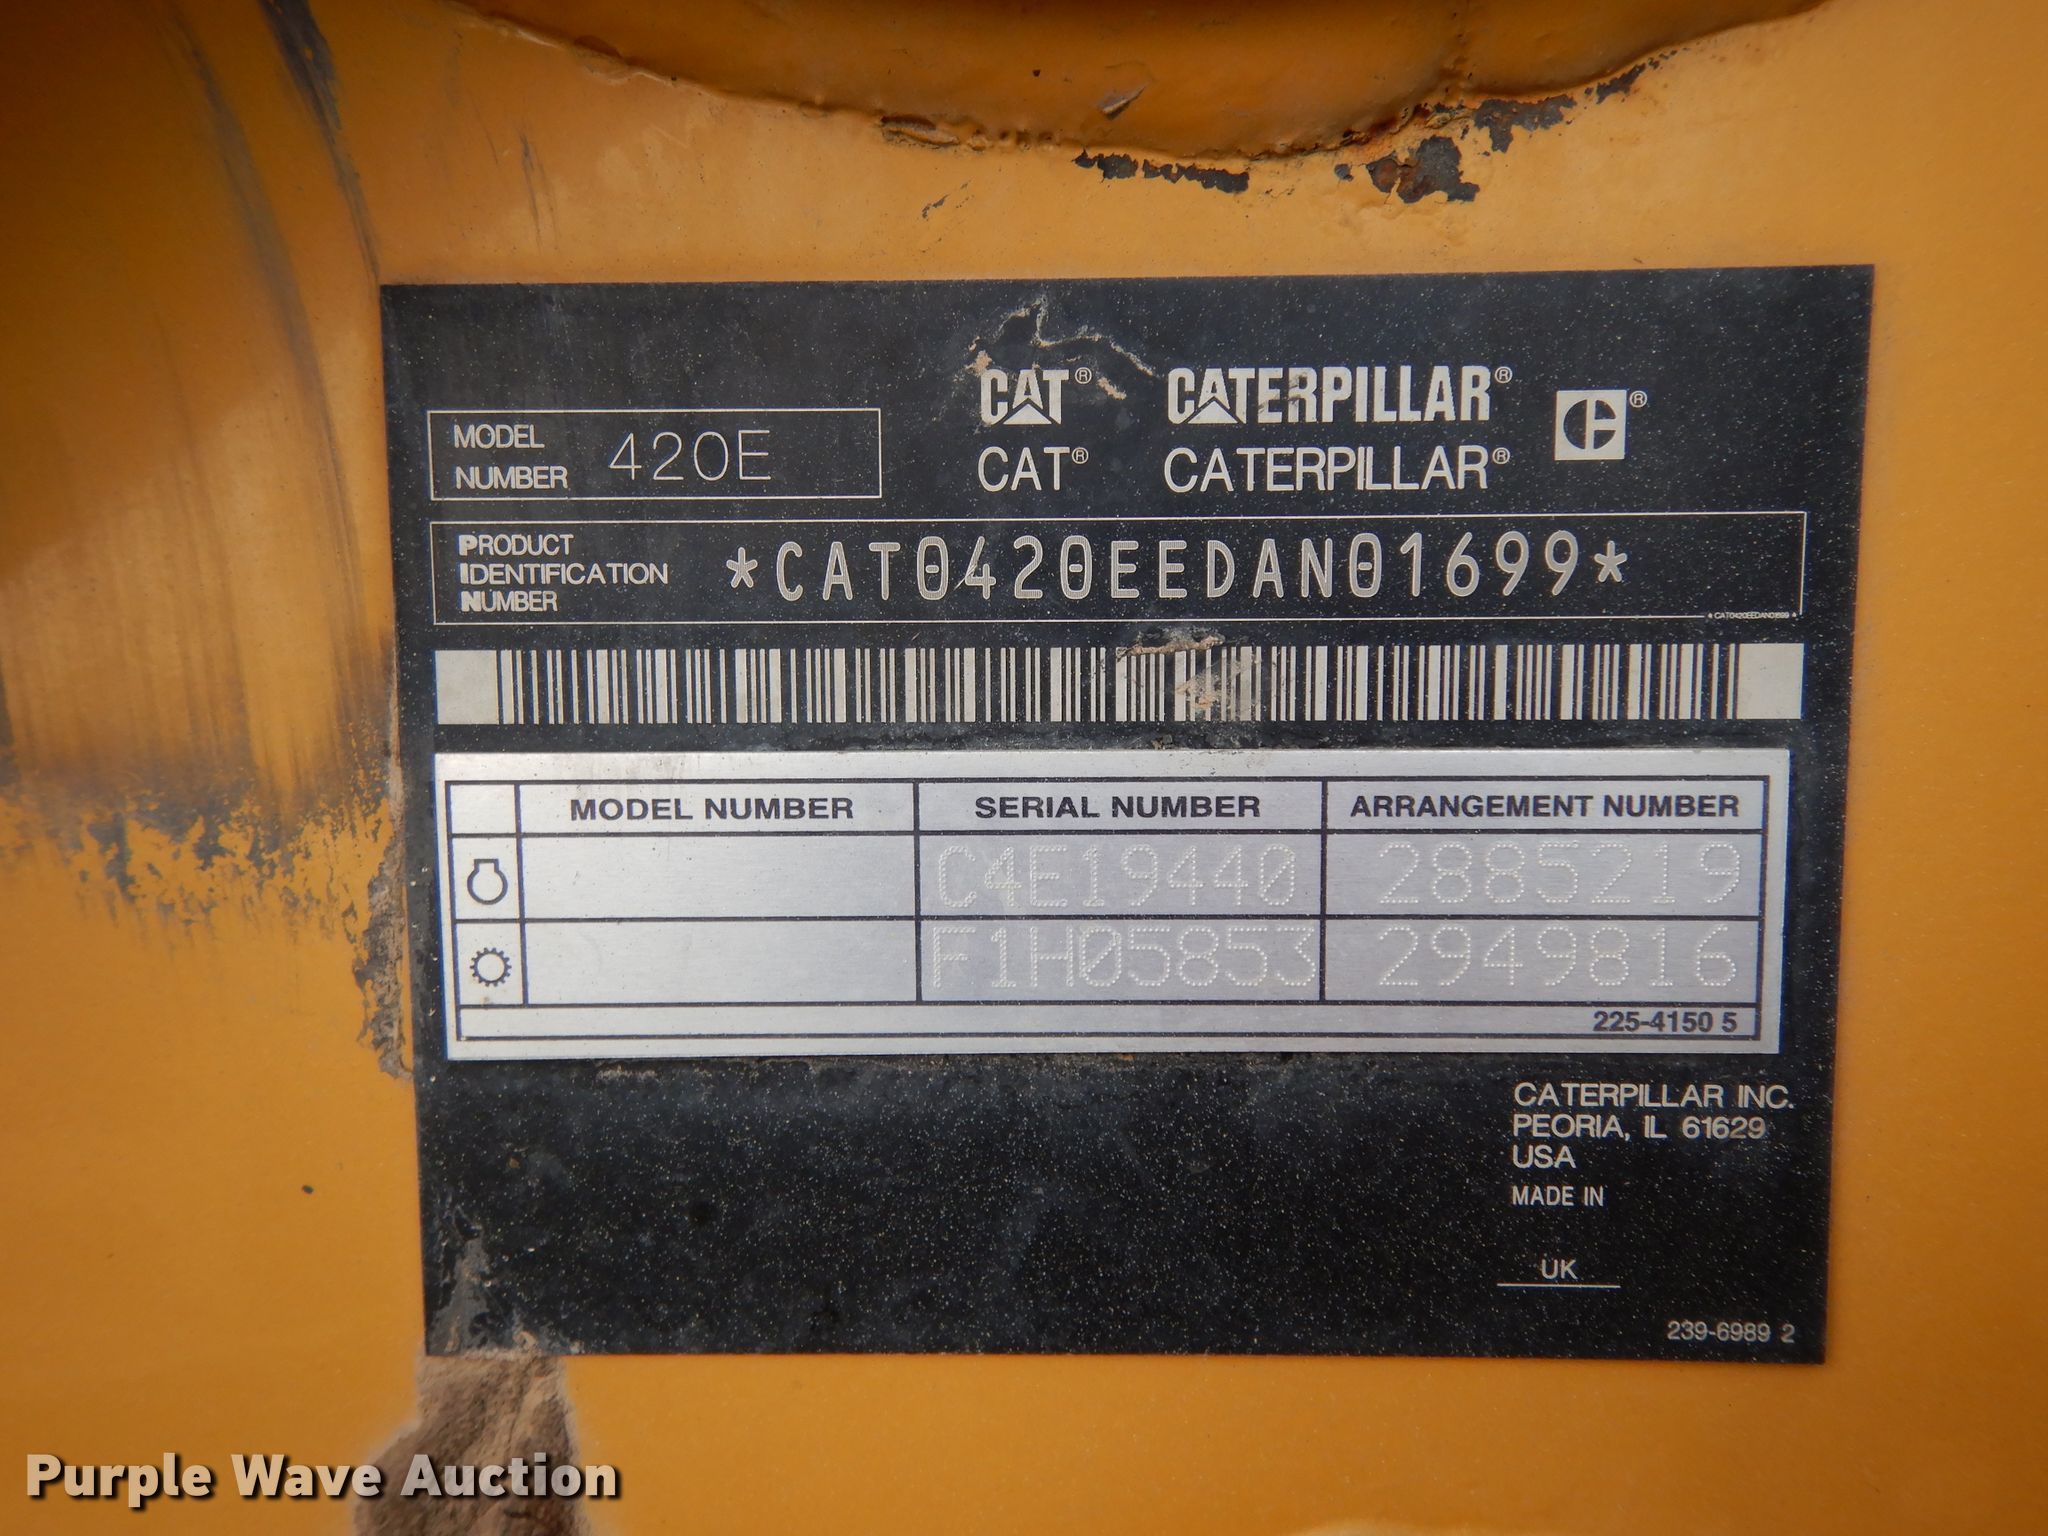 CAT® CATERPILLAR®
CAT® CATERPILLAR®
MODEL
NUMBER 420E
PRODUCT
IDENTIFICATION
NUMBER
*CAT0420EEDAN01699*
*CAT0420EEDAN01699*
MODEL NUMBER SERIAL NUMBER ARRANGEMENT NUMBER
C4E19440 2885219
F1H05853 2949816
225-4150 5
CATERPILLAR INC.
PEORIA, IL 61629
USA
MADE IN
UK
239-6989 2
Purple Wave Auction